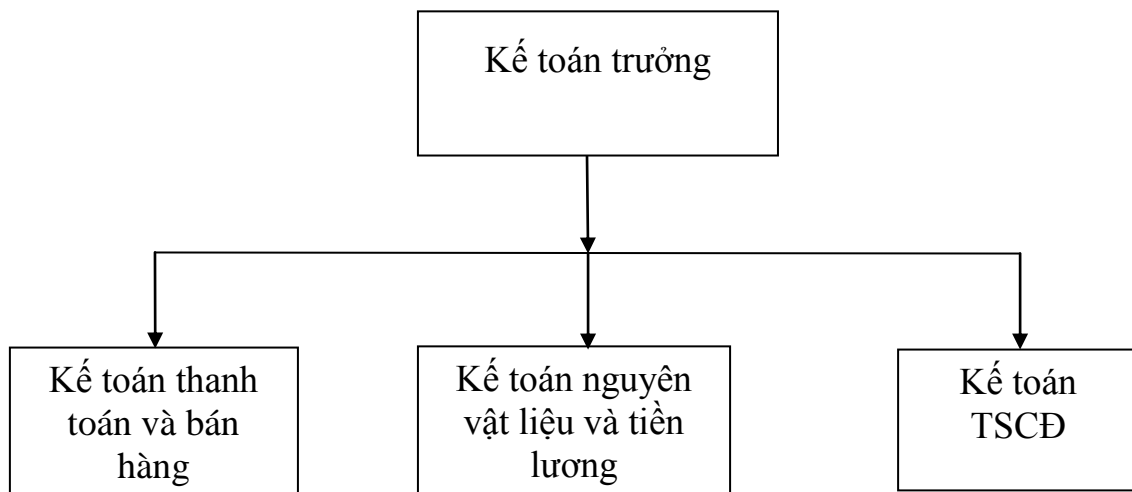 Kế toán trưởng
Kế toán thanh
toán và bán
hàng
Kế toán nguyên
vật liệu và tiền
lương
Kế toán
TSCĐ